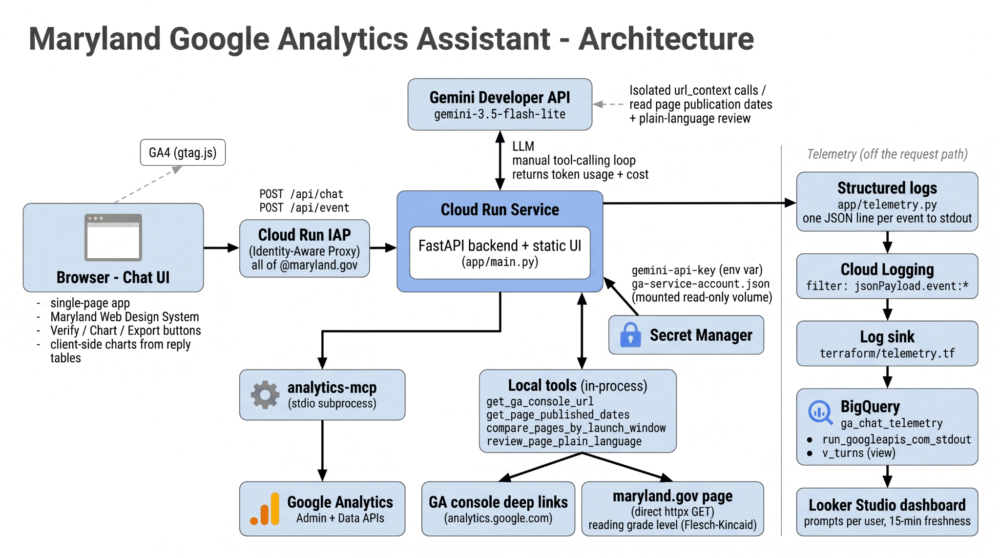 Maryland Google Analytics Assistant - Architecture
Gemini Developer API
gemini-3.5-flash-lite
Isolated url_context calls /
read page publication dates
+ plain-language review
LLM
manual tool-calling loop
returns token usage + cost
GA4 (gtag.js)
Browser - Chat UI
- single-page app
- Maryland Web Design System
- Verify / Chart / Export buttons
- client-side charts from reply
tables
POST /api/chat
POST /api/event
Cloud Run IAP
(Identity-Aware Proxy)
all of @maryland.gov
Cloud Run Service
FastAPI backend + static UI
(app/main.py)
gemini-api-key (env var)
ga-service-account.json
(mounted read-only volume)
Secret Manager
analytics-mcp
(stdio subprocess)
Google Analytics
Admin + Data APIs
Local tools (in-process)
get_ga_console_url
get_page_published_dates
compare_pages_by_launch_window
review_page_plain_language
GA console deep links
(analytics.google.com)
maryland.gov page
(direct httpx GET)
reading grade level (Flesch-Kincaid)
Telemetry (off the request path)
Structured logs
app/telemetry.py
one JSON line per event to stdout
Cloud Logging
filter: jsonPayload.event:*
Log sink
terraform/telemetry.tf
BigQuery
ga_chat_telemetry
● run_googleapis_com_stdout
● v_turns (view)
Looker Studio dashboard
prompts per user, 15-min freshness